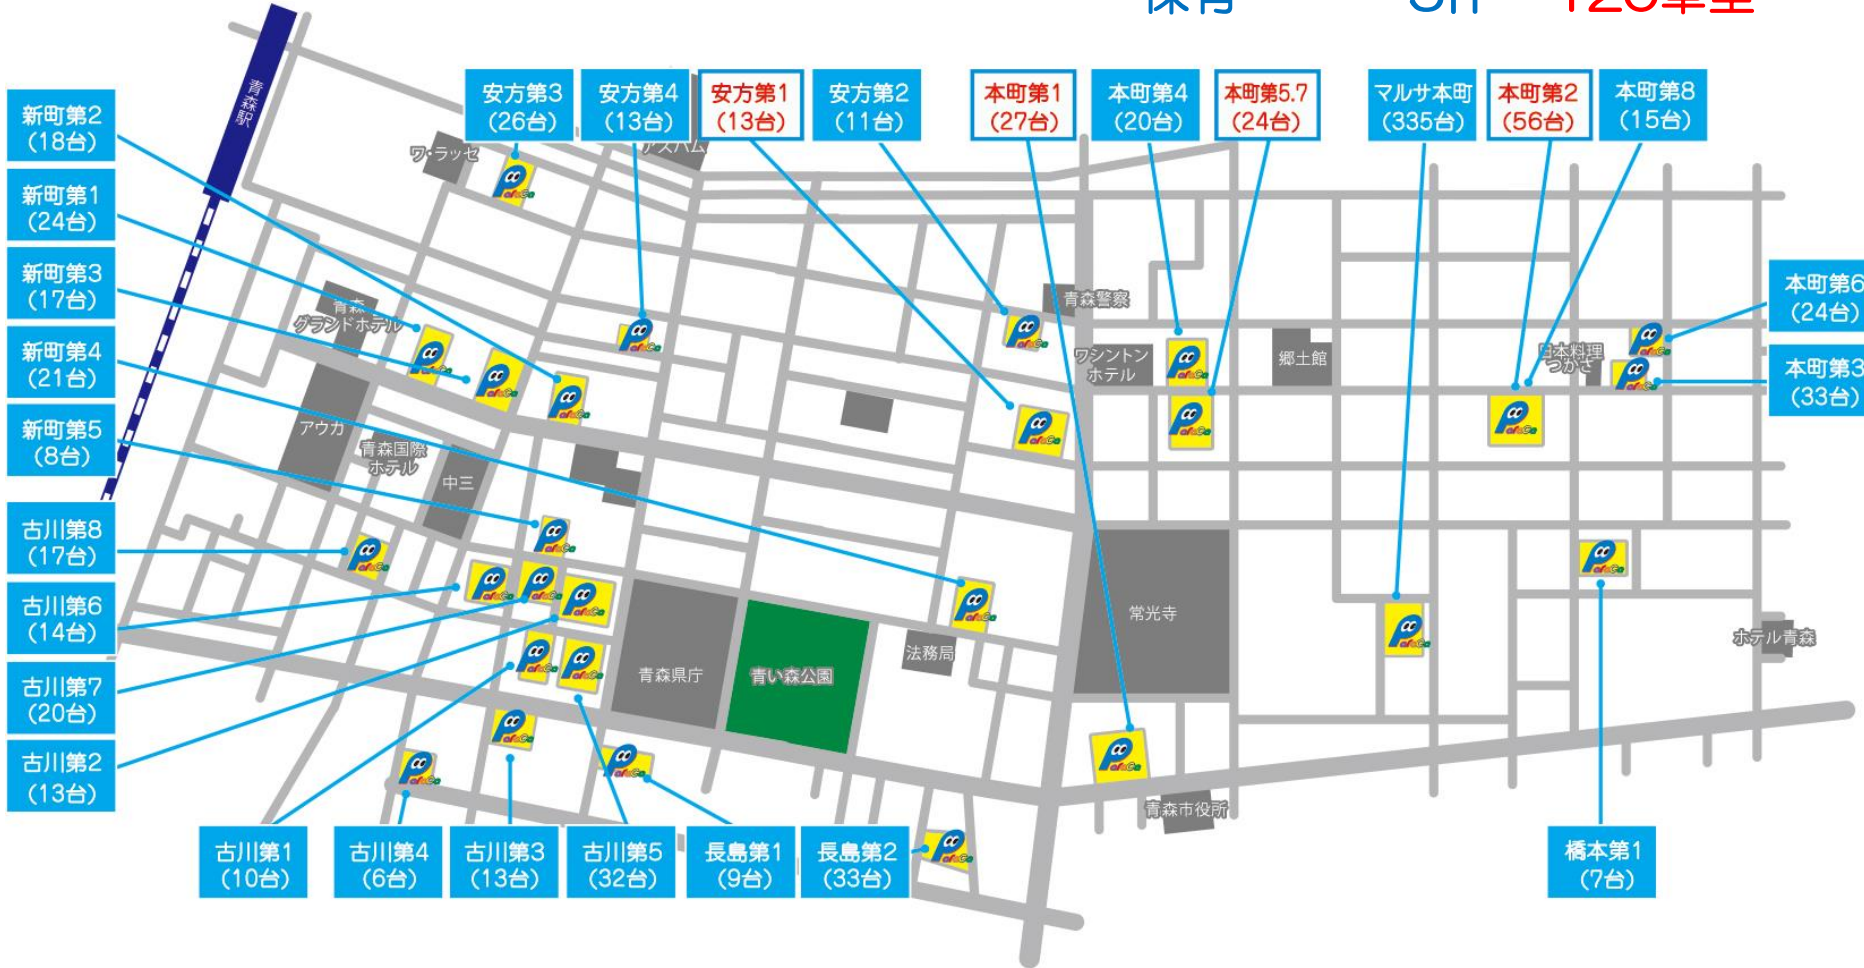 青森駅
新町第2
(18台)
新町第1
(24台)
新町第3
(17台)
新町第4
(21台)
新町第5
(8台)
古川第8
(17台)
古川第6
(14台)
古川第7
(20台)
古川第2
(13台)
安方第3
(26台)
安方第4
(13台)
安方第1
(13台)
安方第2
(11台)
本町第1
(27台)
本町第4
(20台)
本町第5.7
(24台)
マルサ本町
(335台)
本町第2
(56台)
本町第8
(15台)
本町第6
(24台)
本町第3
(33台)
ワ・ラッセ
アスパム
青森
グランドホテル
アウガ
青森国際
ホテル
中三
青森警察
ワシントン
ホテル
郷土館
日本料理
つかさ
青森県庁
青い森公園
法務局
常光寺
ホテル青森
青森市役所
古川第1
(10台)
古川第4
(6台)
古川第3
(13台)
古川第5
(32台)
長島第1
(9台)
長島第2
(33台)
橋本第1
(7台)